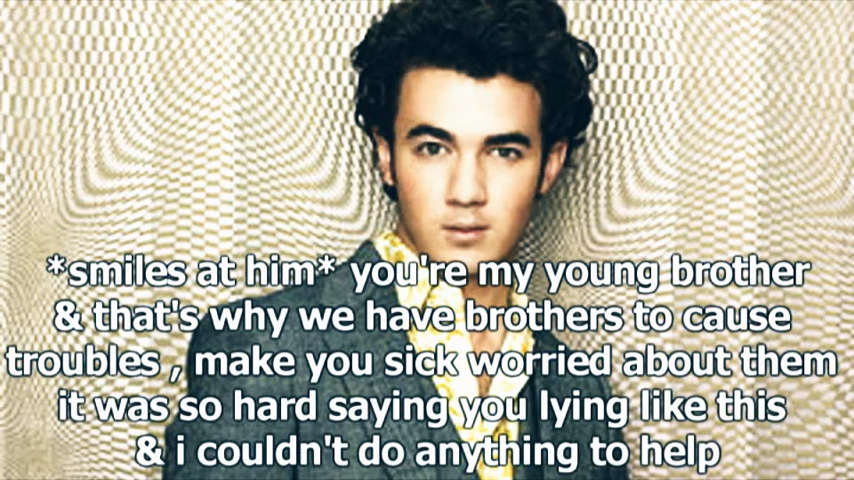 *smiles at him* you're my young brother
& that's why we have brothers to cause
troubles , make you sick worried about them
it was so hard saying you lying like this
& i couldn't do anything to help